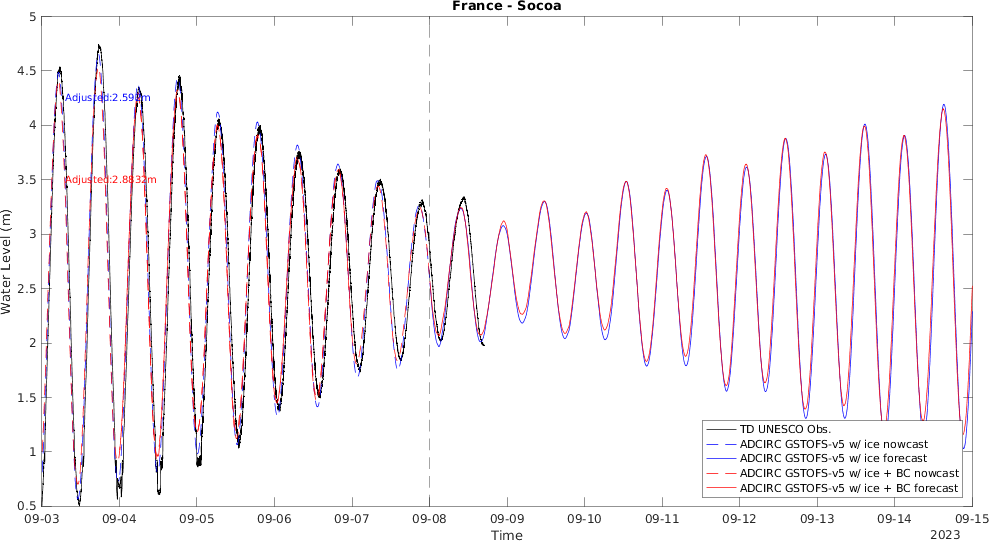 France - Socoa
5
4.5
4
3.5
3
2.5
2
1.5
1
0.5
Water Level (m)
Adjusted:2.590m
Adjusted:2.8832m
TD UNESCO Obs.
ADCIRC GSTOFS-v5 w/ ice nowcast
ADCIRC GSTOFS-v5 w/ ice forecast
ADCIRC GSTOFS-v5 w/ ice + BC nowcast
ADCIRC GSTOFS-v5 w/ ice + BC forecast
09-03 09-04 09-05 09-06 09-07 09-08 09-09 09-10 09-11 09-12 09-13 09-14 09-15
Time
2023